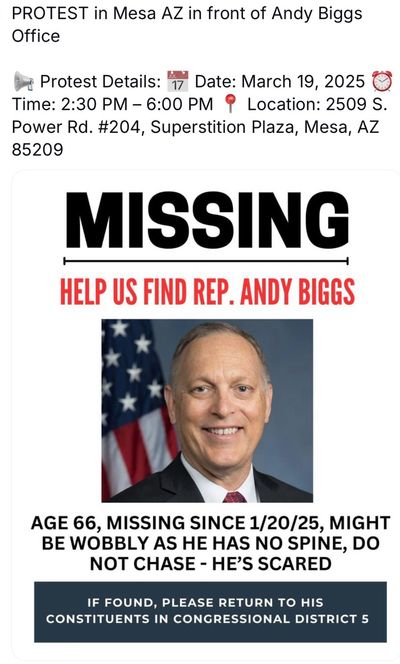 PROTEST in Mesa AZ in front of Andy Biggs
Office
📢 Protest Details: 📅 Date: March 19, 2025 ⏰
Time: 2:30 PM – 6:00 PM 📍 Location: 2509 S.
Power Rd. #204, Superstition Plaza, Mesa, AZ
85209
MISSING
HELP US FIND REP. ANDY BIGGS
AGE 66, MISSING SINCE 1/20/25, MIGHT
BE WOBBLY AS HE HAS NO SPINE, DO
NOT CHASE - HE'S SCARED
IF FOUND, PLEASE RETURN TO HIS
CONSTITUENTS IN CONGRESSIONAL DISTRICT 5